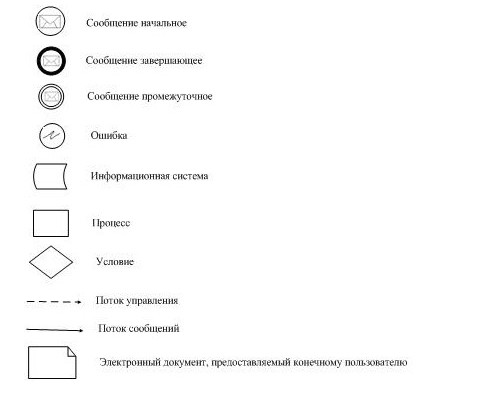 Сообщение начальное
Сообщение завершающее
Сообщение промежуточное
Ошибка
Информационная система
Процесс
Условие
Поток управления
Поток сообщений
Электронный документ, предоставляемый конечному пользователю